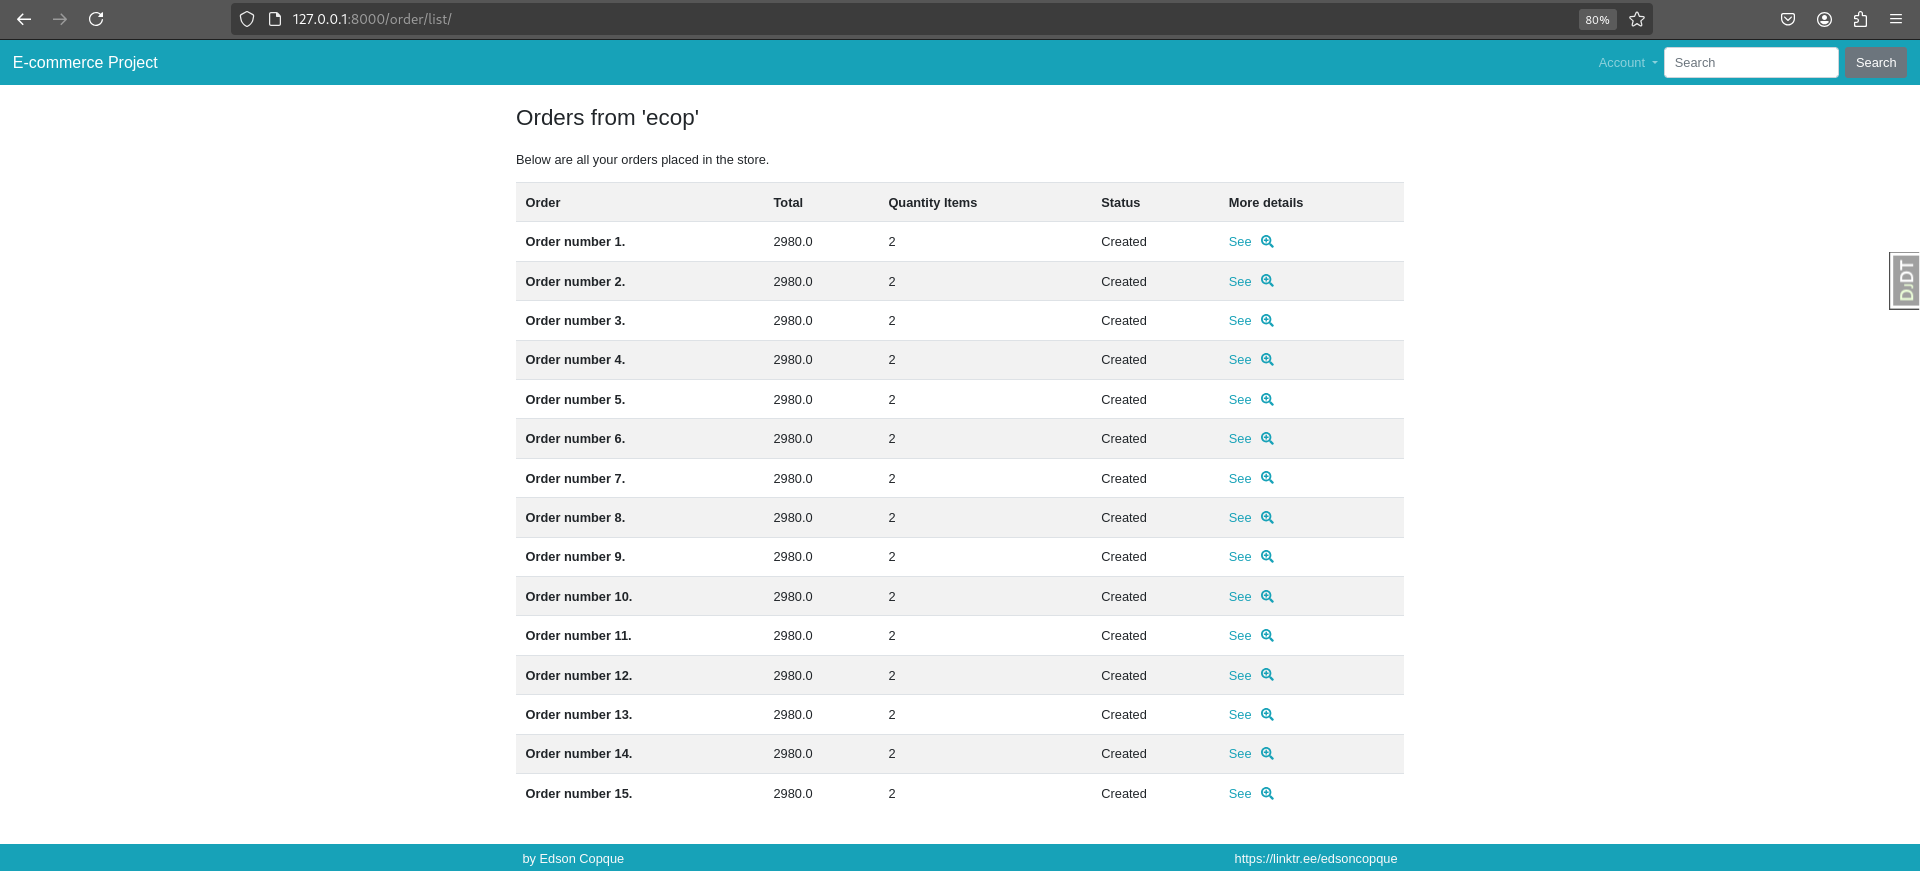 127.0.0.1:8000/order/list/ 80%
E-commerce Project Account Search Search
Orders from 'ecop'
Below are all your orders placed in the store.
Order Total Quantity Items Status More details
Order number 1. 2980.0 2 Created See
Order number 2. 2980.0 2 Created See
Order number 3. 2980.0 2 Created See
Order number 4. 2980.0 2 Created See
Order number 5. 2980.0 2 Created See
Order number 6. 2980.0 2 Created See
Order number 7. 2980.0 2 Created See
Order number 8. 2980.0 2 Created See
Order number 9. 2980.0 2 Created See
Order number 10. 2980.0 2 Created See
Order number 11. 2980.0 2 Created See
Order number 12. 2980.0 2 Created See
Order number 13. 2980.0 2 Created See
Order number 14. 2980.0 2 Created See
Order number 15. 2980.0 2 Created See
DJDT
by Edson Copque https://linktr.ee/edsoncopque